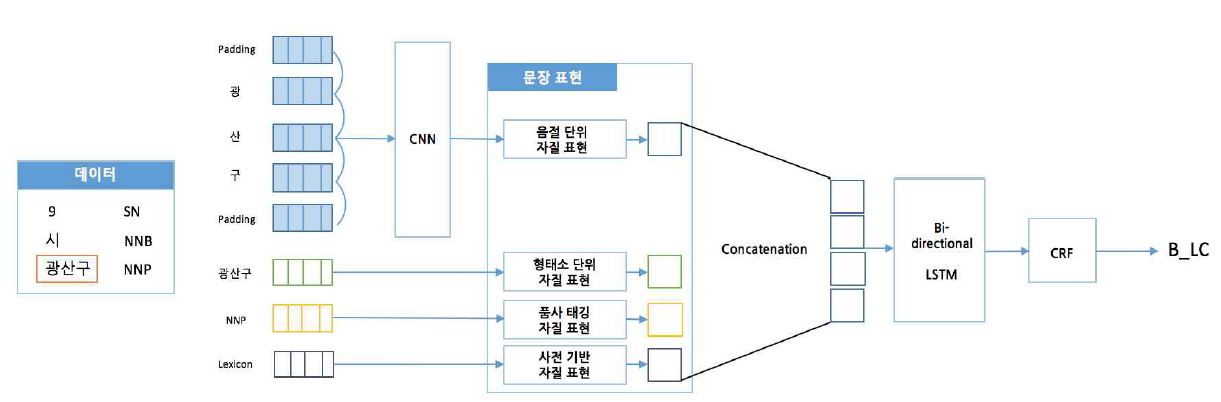 데이터
9 SN
시 NNB
광산구 NNP
Padding
광
산
구
Padding
광산구
NNP
Lexicon
CNN
문장 표현
음절 단위
자질 표현
형태소 단위
자질 표현
품사 태깅
자질 표현
사전 기반
자질 표현
Concatenation
Bi-
directional
LSTM
CRF
B_LC